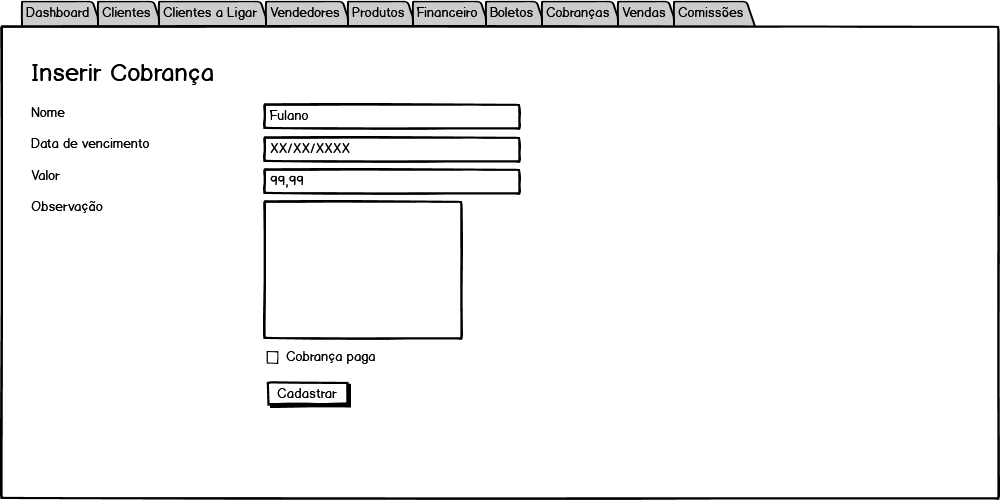 Dashboard Clientes Clientes a Ligar Vendedores Produtos Financeiro Boletos Cobranças Vendas Comissões
Inserir Cobrança
Nome Fulano
Data de vencimento XX/XX/XXXX
Valor 99,99
Observação
Cobrança paga
Cadastrar